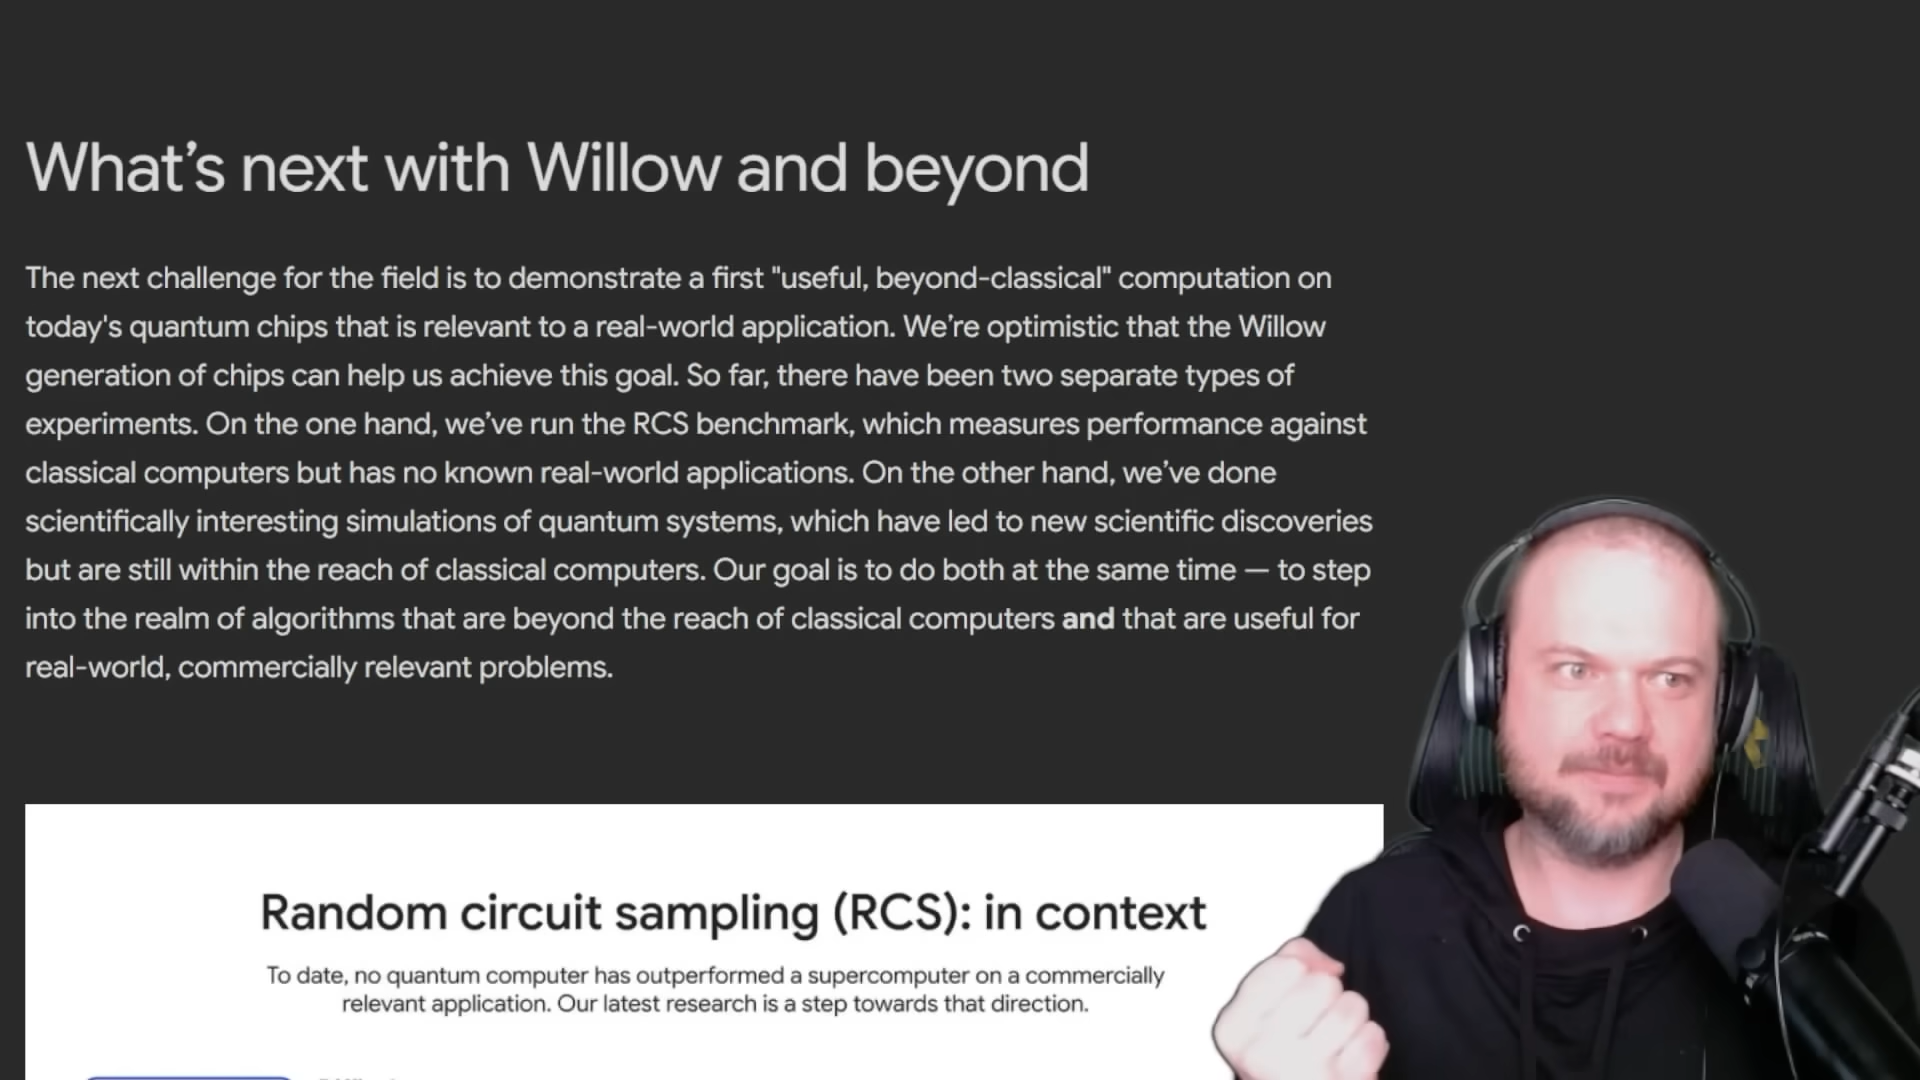 What’s next with Willow and beyond
The next challenge for the field is to demonstrate a first "useful, beyond-classical" computation on
today's quantum chips that is relevant to a real-world application. We’re optimistic that the Willow
generation of chips can help us achieve this goal. So far, there have been two separate types of
experiments. On the one hand, we’ve run the RCS benchmark, which measures performance against
classical computers but has no known real-world applications. On the other hand, we’ve done
scientifically interesting simulations of quantum systems, which have led to new scientific discoveries
but are still within the reach of classical computers. Our goal is to do both at the same time — to step
into the realm of algorithms that are beyond the reach of classical computers and that are useful for
real-world, commercially relevant problems.
Random circuit sampling (RCS): in context
To date, no quantum computer has outperformed a supercomputer on a commercially
relevant application. Our latest research is a step towards that direction.